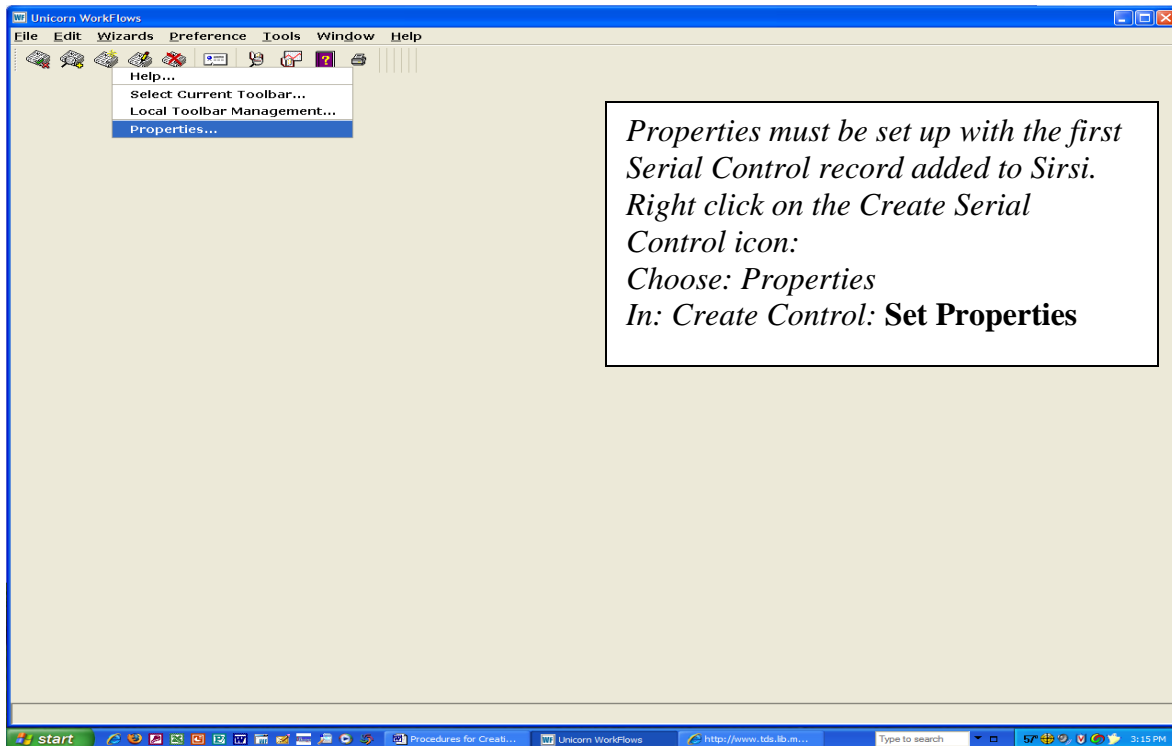 WF Unicorn WorkFlows
File Edit Wizards Preference Tools Window Help
Help...
Select Current Toolbar...
Local Toolbar Management...
Properties...
Properties must be set up with the first
Serial Control record added to Sirsi.
Right click on the Create Serial
Control icon:
Choose: Properties
In: Create Control: Set Properties
start Procedures for Creati... WF Unicorn WorkFlows http://www.tds.lib.m... Type to search 57° 3:15 PM